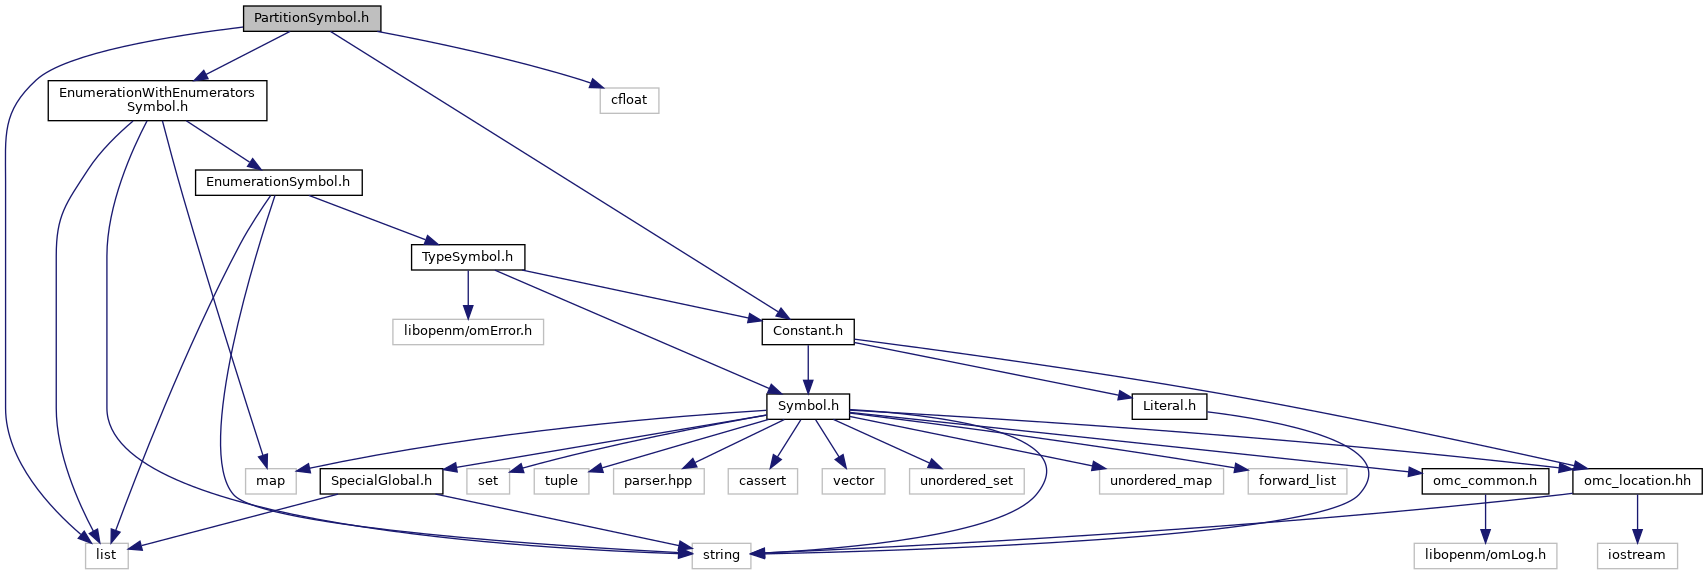 PartitionSymbol.h
EnumerationWithEnumerators
Symbol.h
cfloat
EnumerationSymbol.h
TypeSymbol.h
libopenm/omError.h
Constant.h
Symbol.h
Literal.h
map
SpecialGlobal.h
set
tuple
parser.hpp
cassert
vector
unordered_set
unordered_map
forward_list
omc_common.h
omc_location.hh
list
string
libopenm/omLog.h
iostream